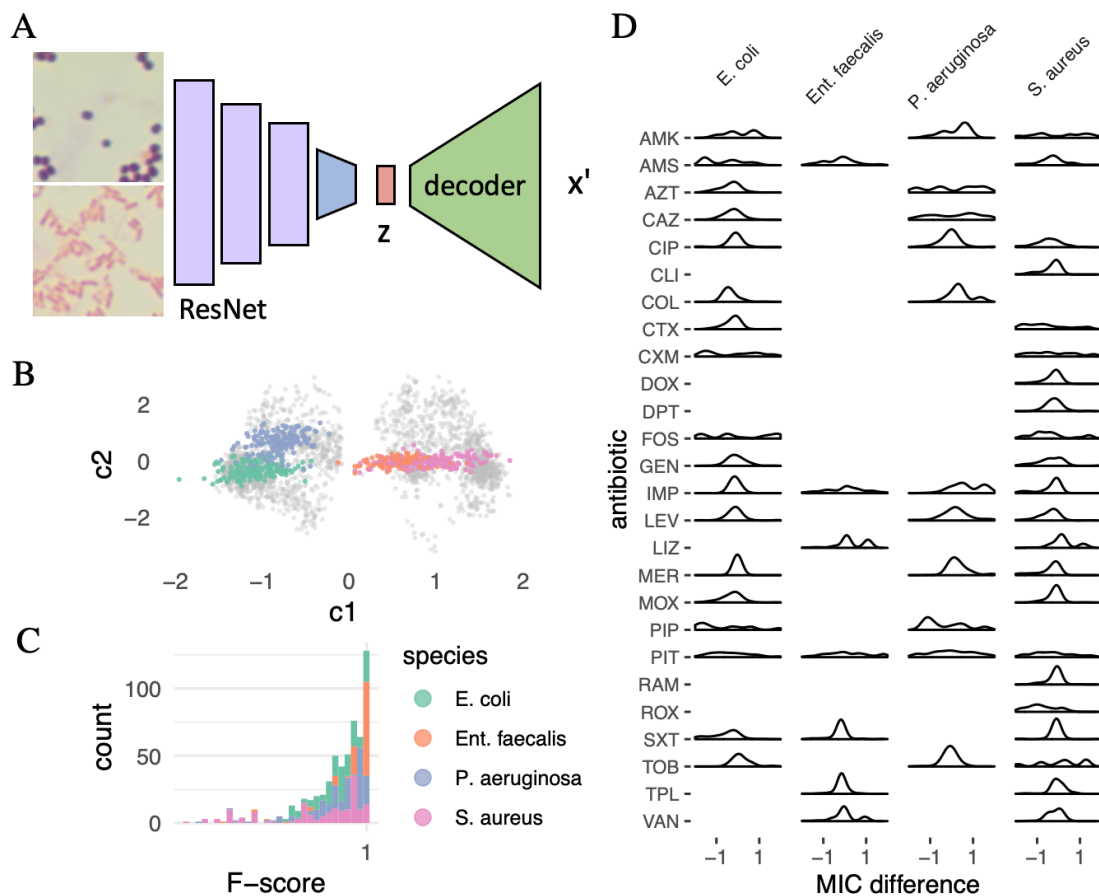 A
ResNet
z
decoder
x'
B
c2
2
0
−2
−2
−1
0
1
2
c1
C
count
100
50
0
1
F−score
species
E. coli
Ent. faecalis
P. aeruginosa
S. aureus
D
E. coli
Ent. faecalis
P. aeruginosa
S. aureus
antibiotic
AMK
AMS
AZT
CAZ
CIP
CLI
COL
CTX
CXM
DOX
DPT
FOS
GEN
IMP
LEV
LIZ
MER
MOX
PIP
PIT
RAM
ROX
SXT
TOB
TPL
VAN
−1 1 −1 1 −1 1 −1 1
MIC difference